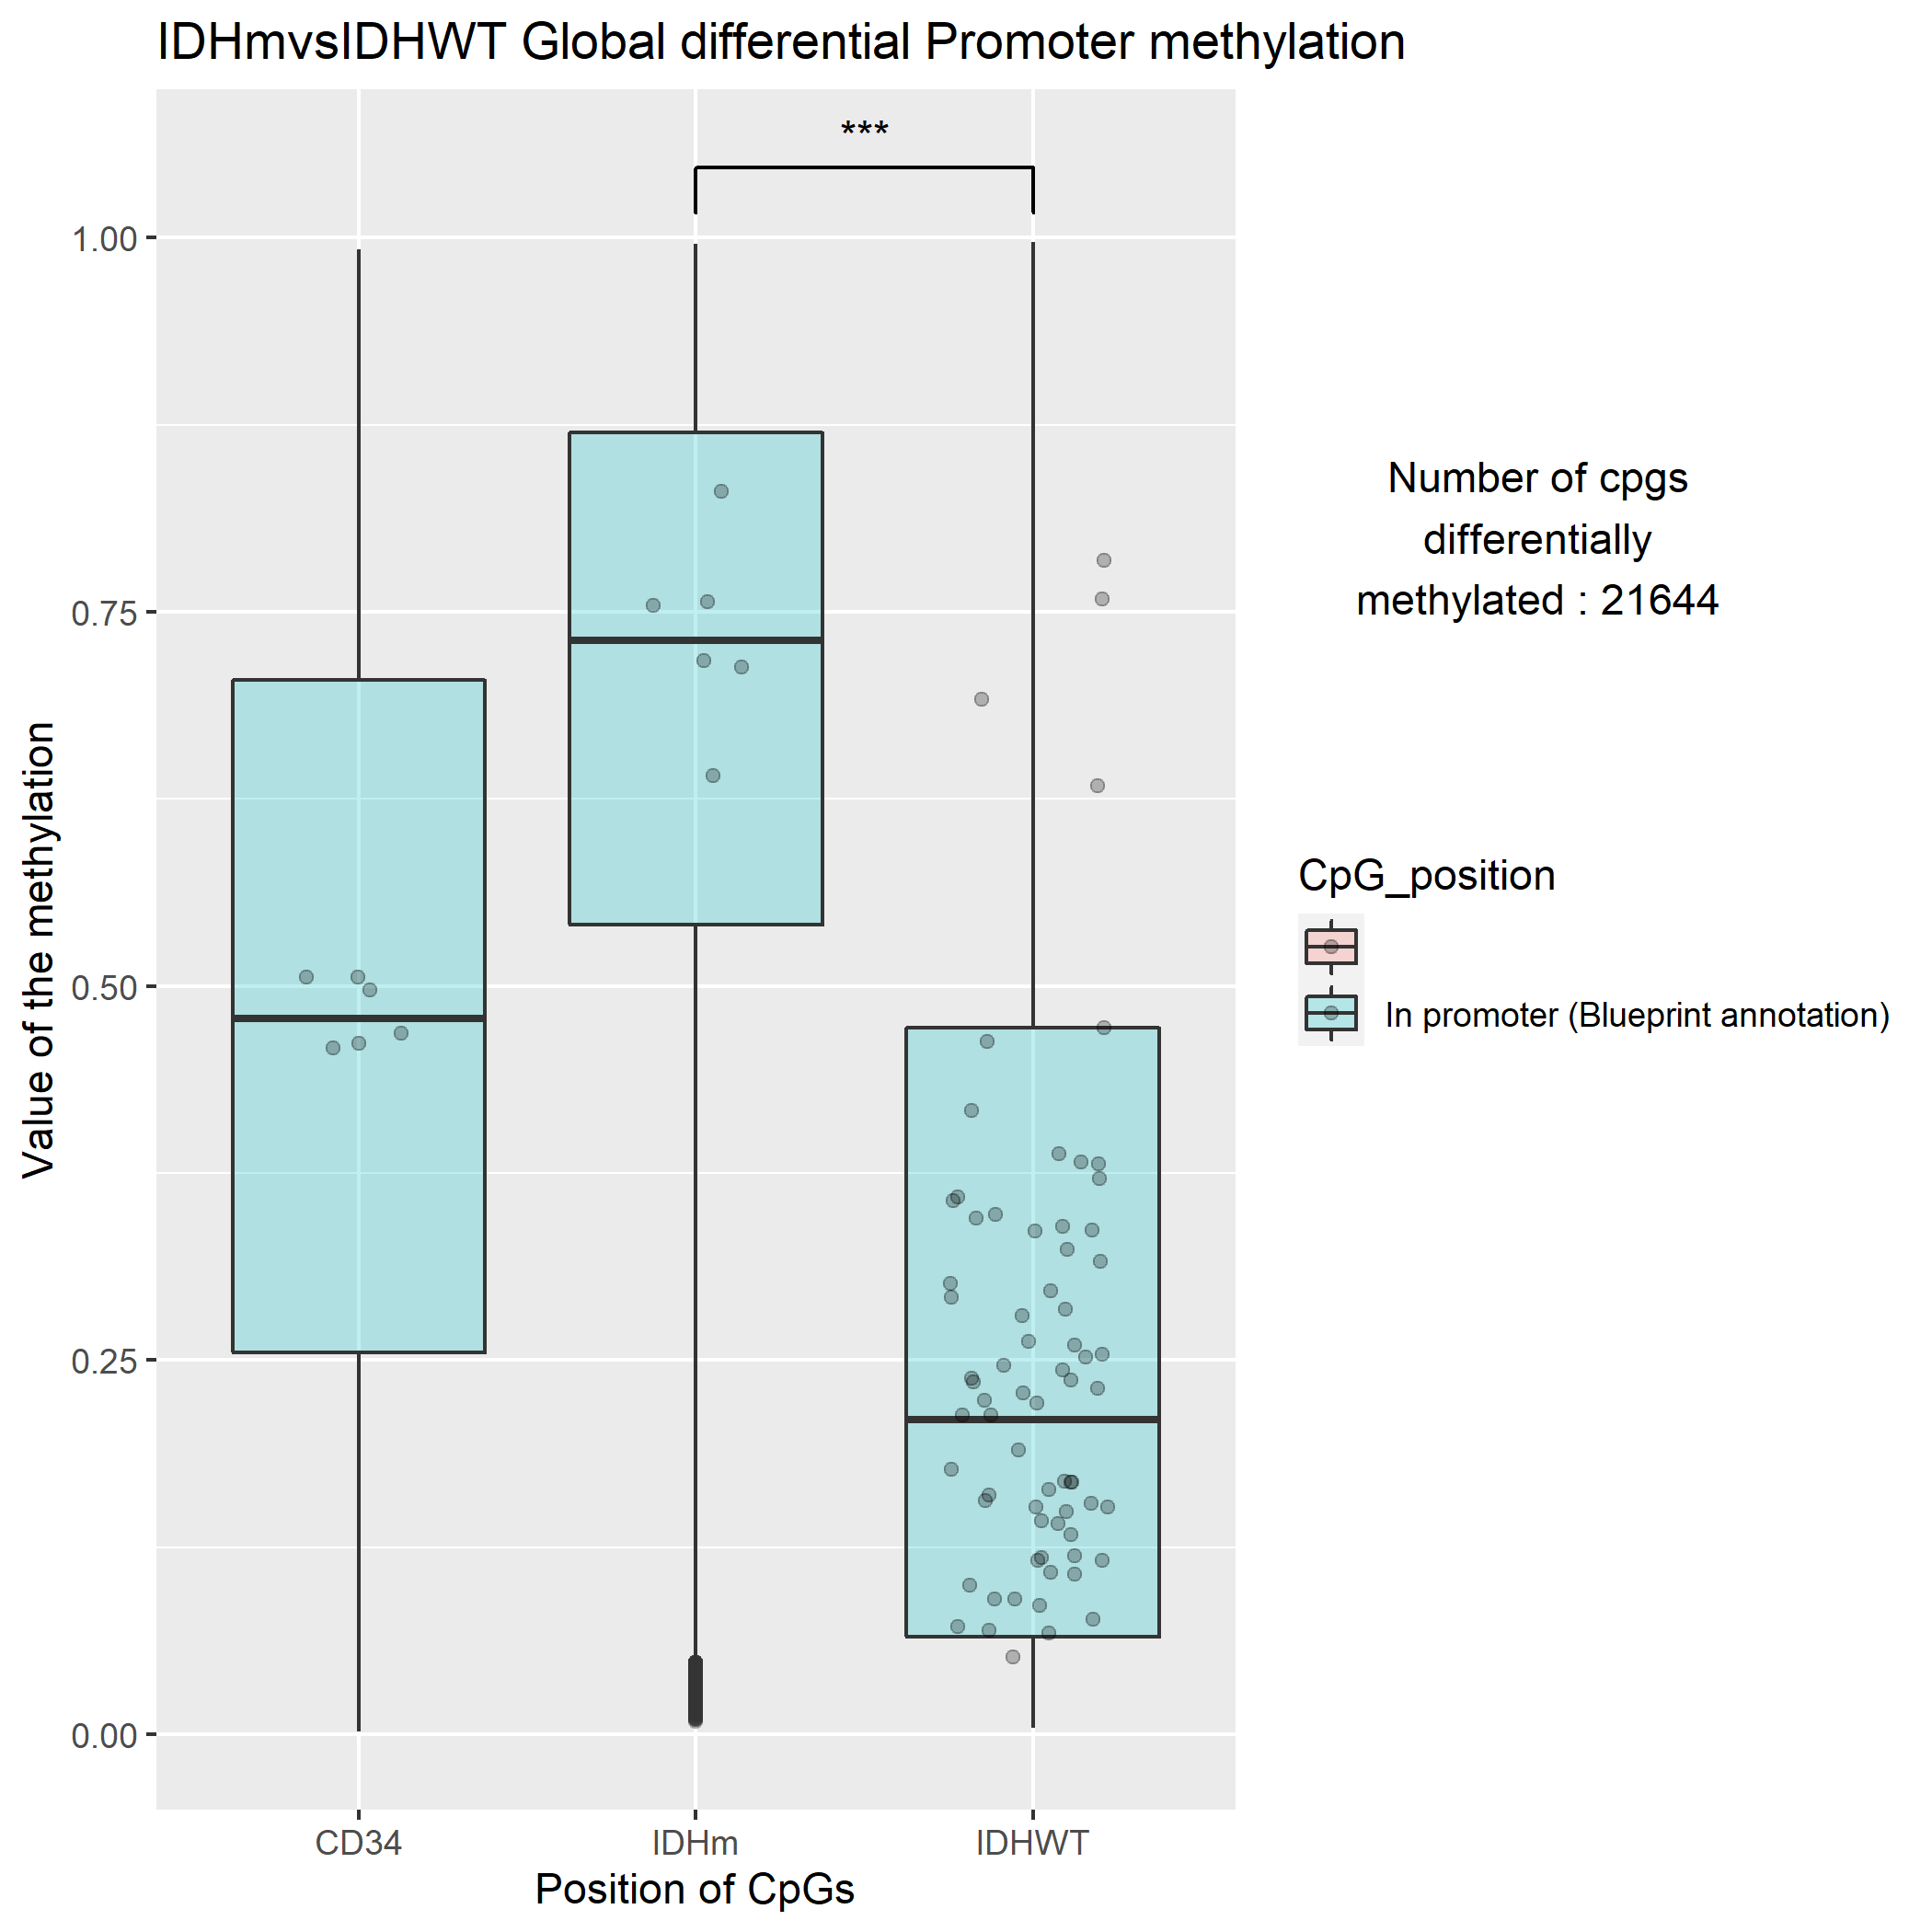 IDHmvsIDHWT Global differential Promoter methylation
***
1.00
0.75
0.50
0.25
0.00
Value of the methylation
CD34
IDHm
IDHWT
Position of CpGs
Number of cpgs
differentially
methylated : 21644
CpG_position
In promoter (Blueprint annotation)